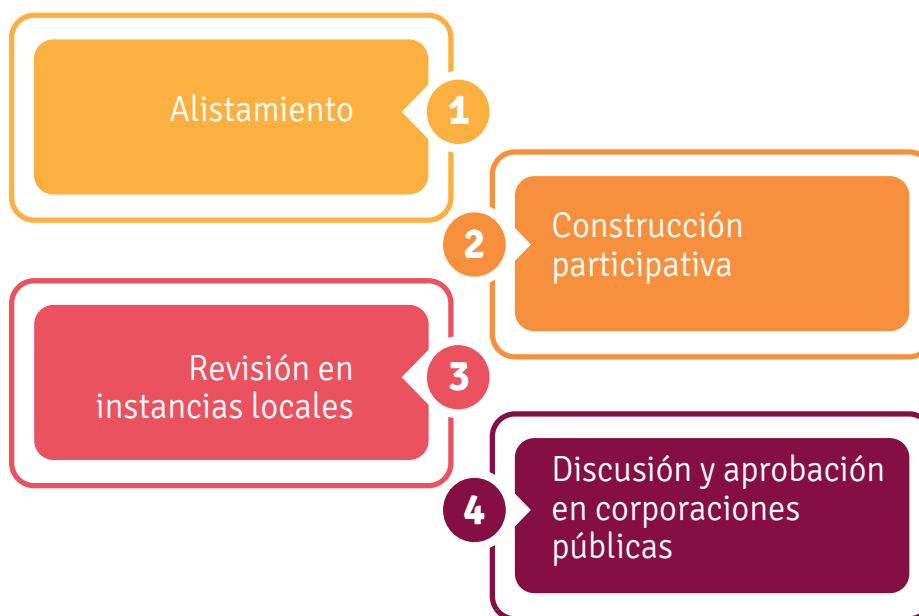 Alistamiento
1
2
Construcción
participativa
Revisión en
instancias locales
3
4
Discusión y aprobación
en corporaciones
públicas